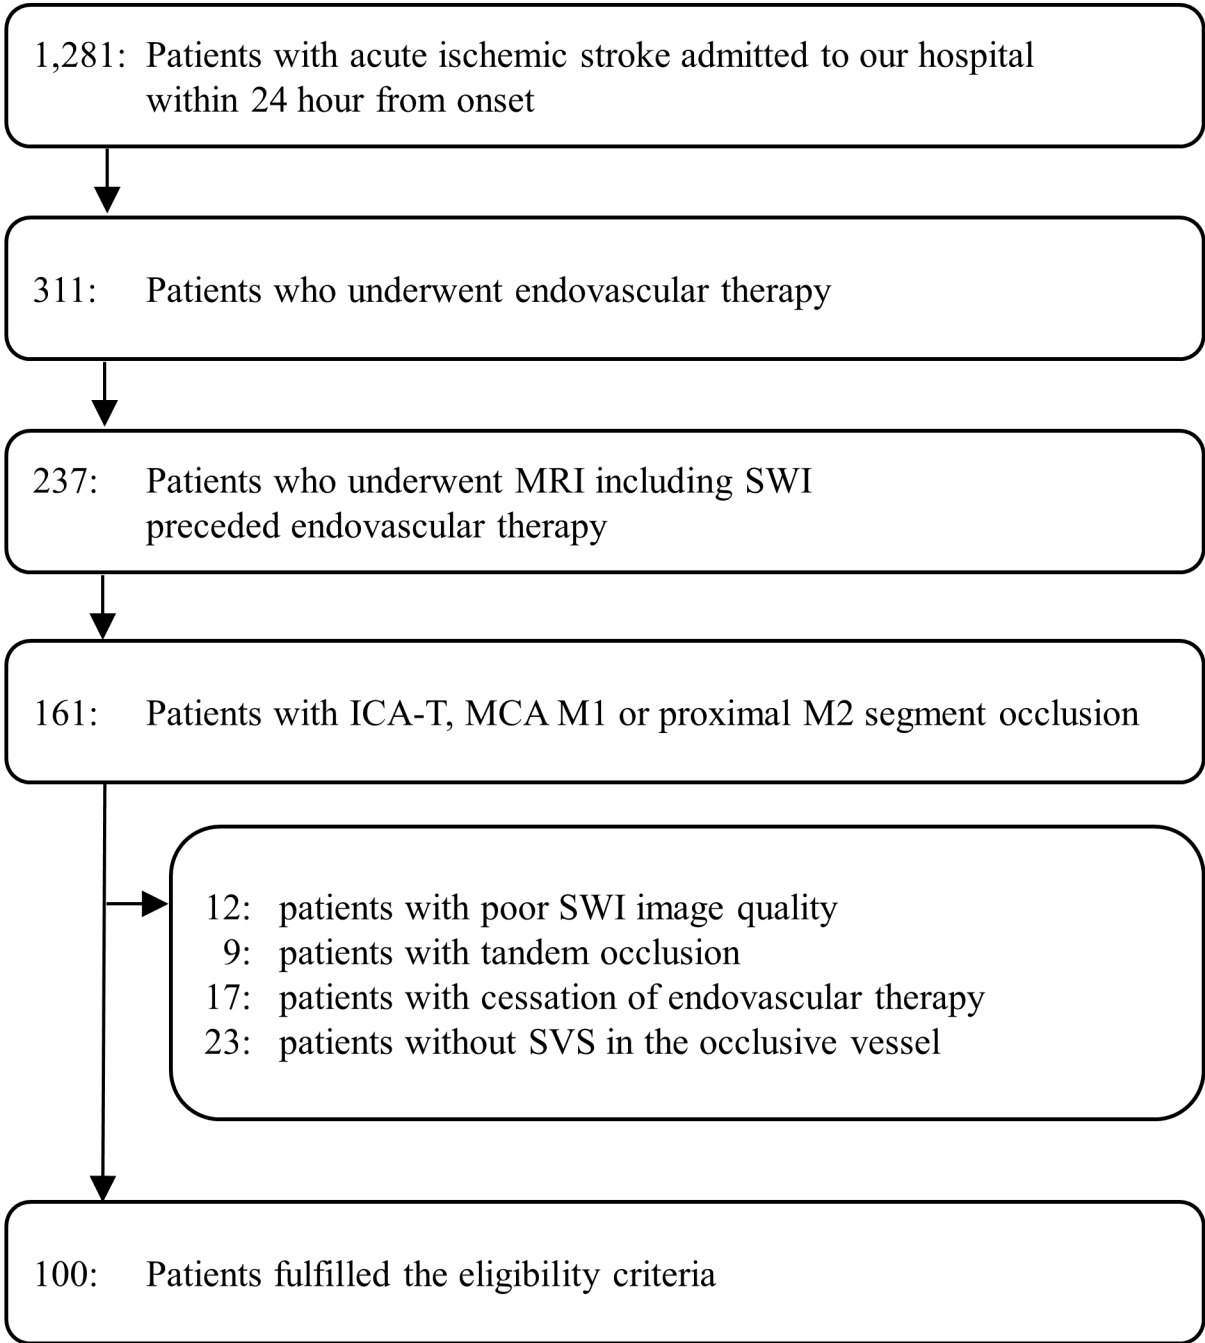 1,281: Patients with acute ischemic stroke admitted to our hospital
within 24 hour from onset
311: Patients who underwent endovascular therapy
237: Patients who underwent MRI including SWI
preceded endovascular therapy
161: Patients with ICA-T, MCA M1 or proximal M2 segment occlusion
12: patients with poor SWI image quality
9: patients with tandem occlusion
17: patients with cessation of endovascular therapy
23: patients without SVS in the occlusive vessel
100: Patients fulfilled the eligibility criteria